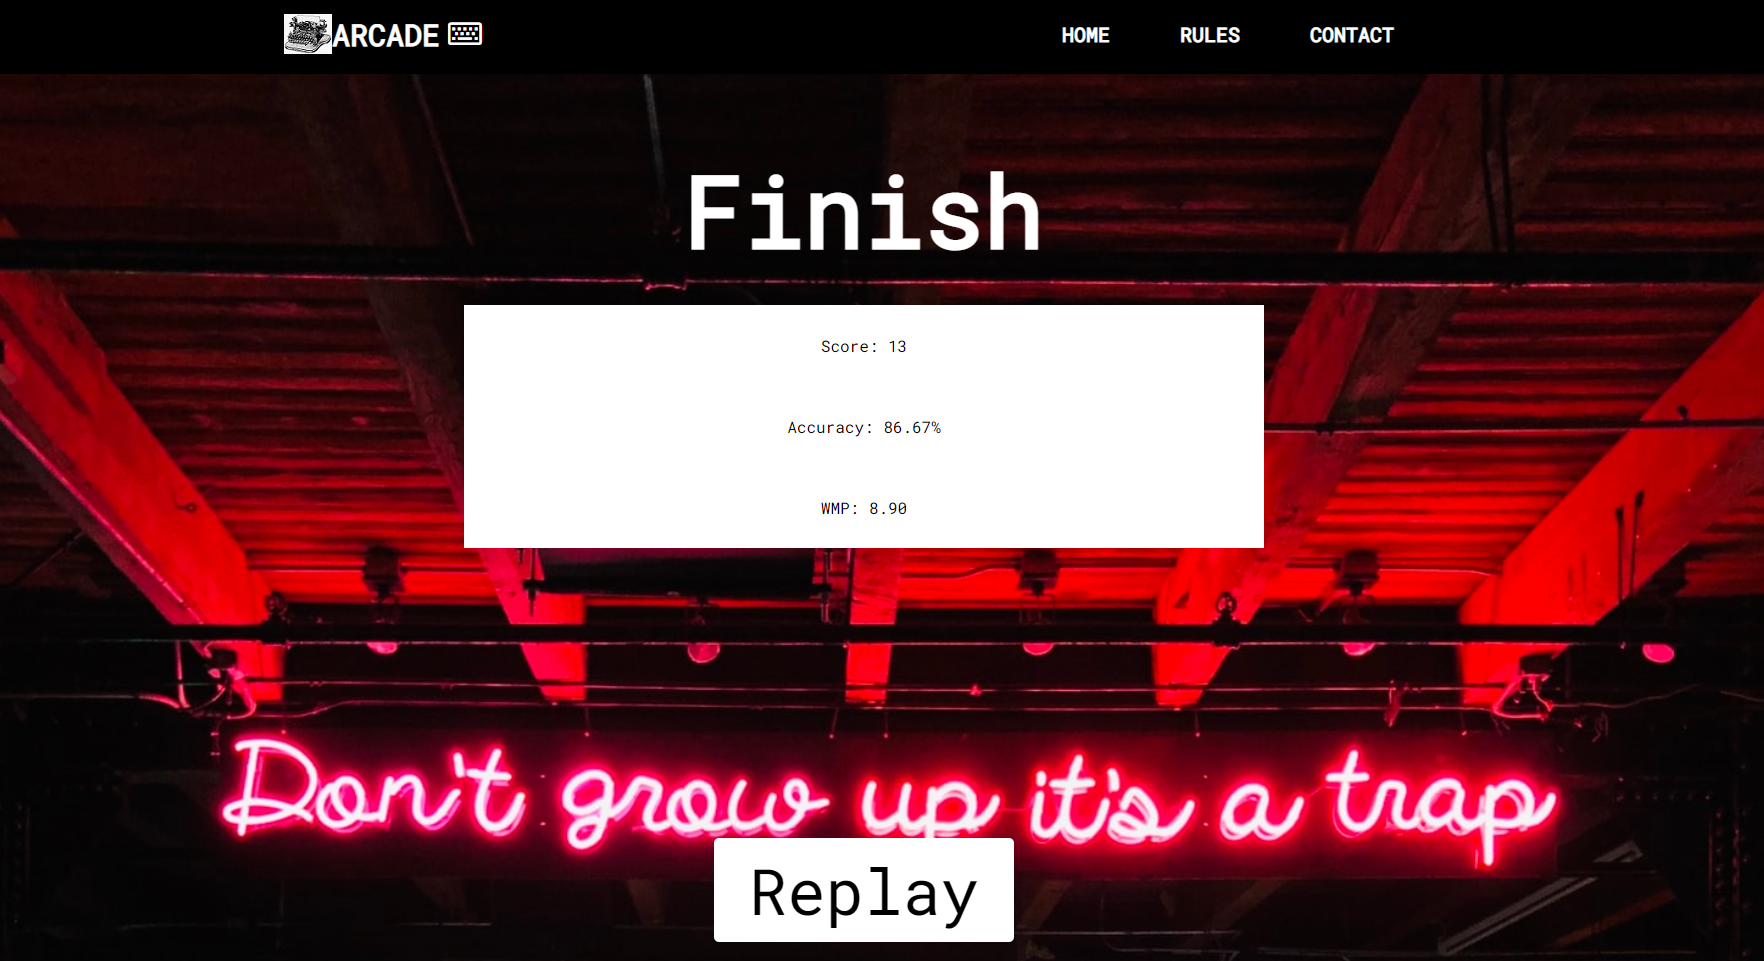 ARCADE
HOME RULES CONTACT
Finish
Score: 13
Accuracy: 86.67%
WMP: 8.90
Don't grow up it's a trap
Replay